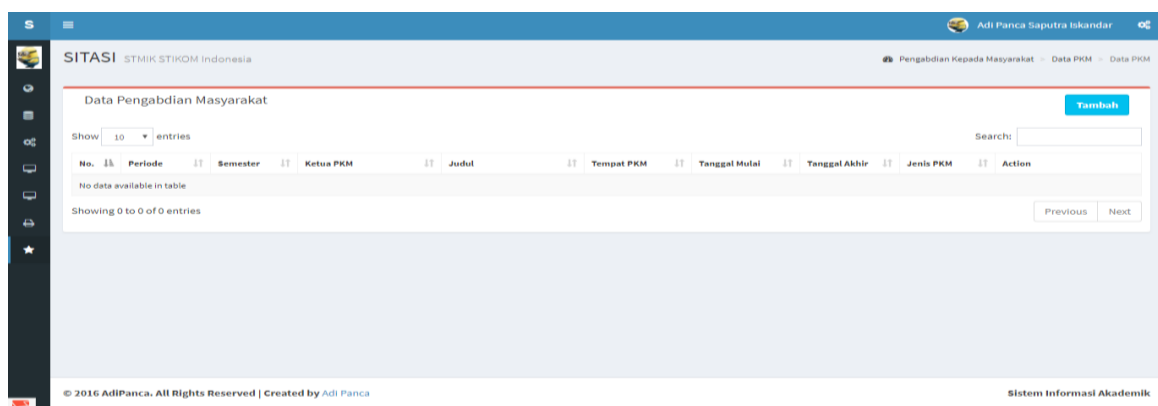 S Adi Panca Saputra Iskandar
SITASI STMIK STIKOM Indonesia Pengabdian Kepada Masyarakat > Data PKM > Data PKM
Data Pengabdian Masyarakat Tambah
Show 10 entries Search:
No. Periode Semester Ketua PKM Judul Tempat PKM Tanggal Mulai Tanggal Akhir Jenis PKM Action
No data available in table
Showing 0 to 0 of 0 entries Previous Next
© 2016 AdiPanca. All Rights Reserved | Created by Adi Panca Sistem Informasi Akademik